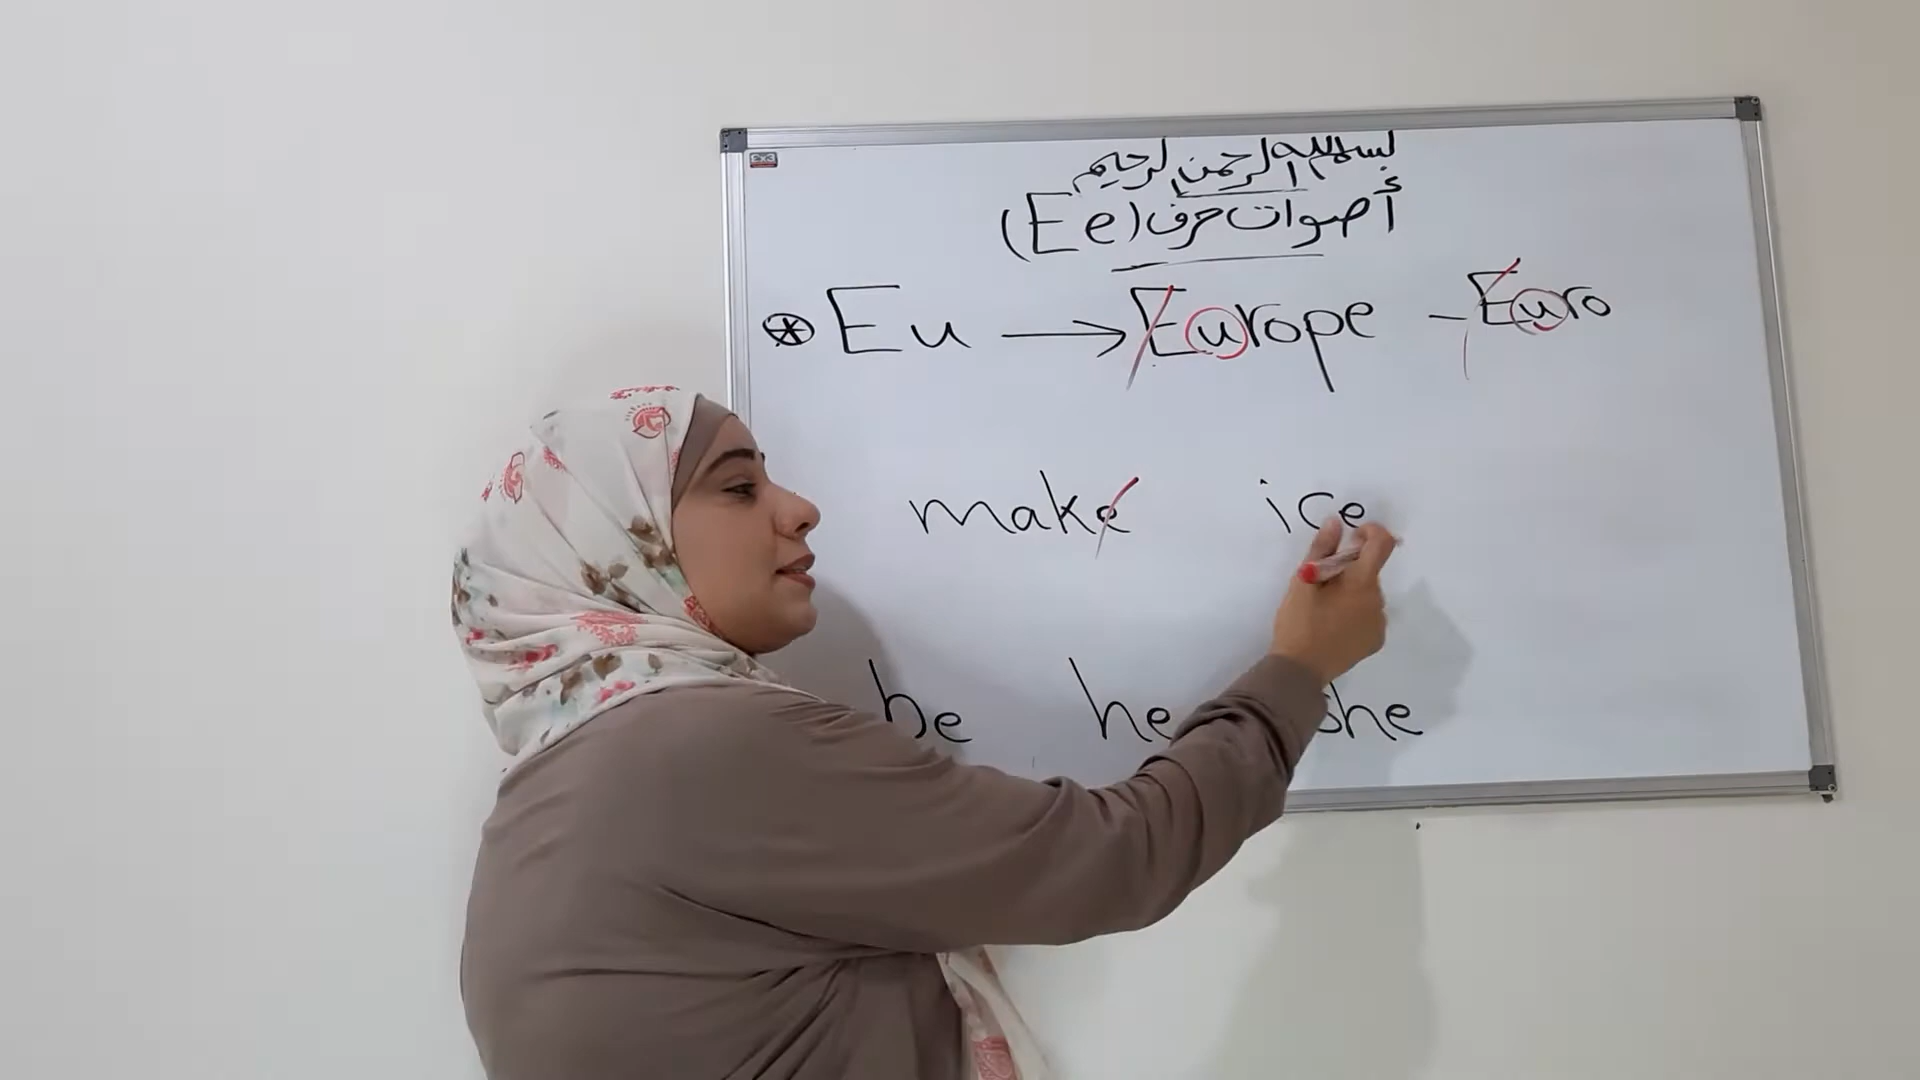 بسم الله الرحمن الرحيم
أصوات حرف (Ee)
Eu → Europe - Euro
make ice
be he she